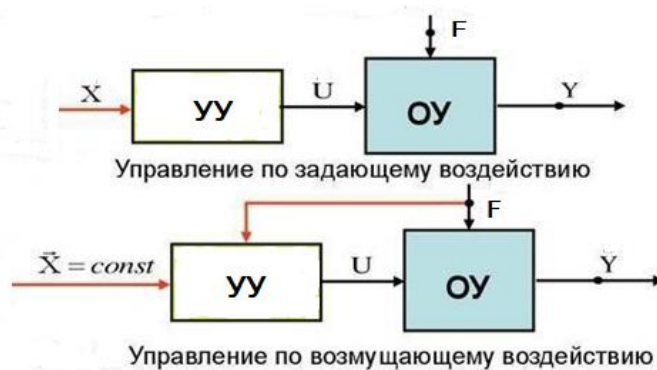 F
X УУ U ОУ Y
Управление по задающему воздействию
F
X⃗ = const УУ U ОУ Y
Управление по возмущающему воздействию